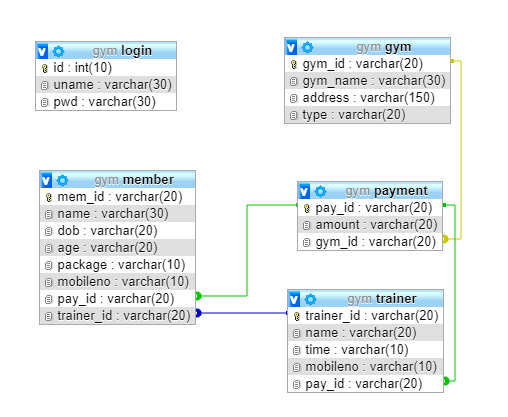 gym login
id : int(10)
uname : varchar(30)
pwd : varchar(30)
gym gym
gym_id : varchar(20)
gym_name : varchar(30)
address : varchar(150)
type : varchar(20)
gym member
mem_id : varchar(20)
name : varchar(30)
dob : varchar(20)
age : varchar(20)
package : varchar(10)
mobileno : varchar(10)
pay_id : varchar(20)
trainer_id : varchar(20)
gym payment
pay_id : varchar(20)
amount : varchar(20)
gym_id : varchar(20)
gym trainer
trainer_id : varchar(20)
name : varchar(20)
time : varchar(10)
mobileno : varchar(10)
pay_id : varchar(20)